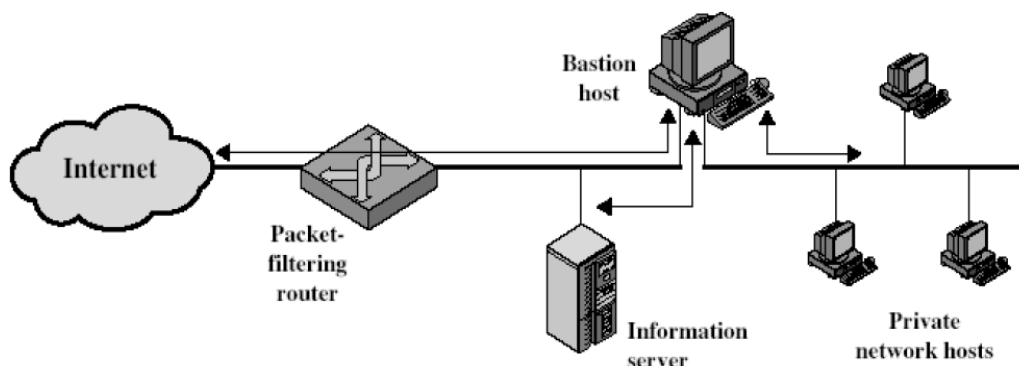 Bastion
host
Internet
Packet-
filtering
router
Information
server
Private
network hosts